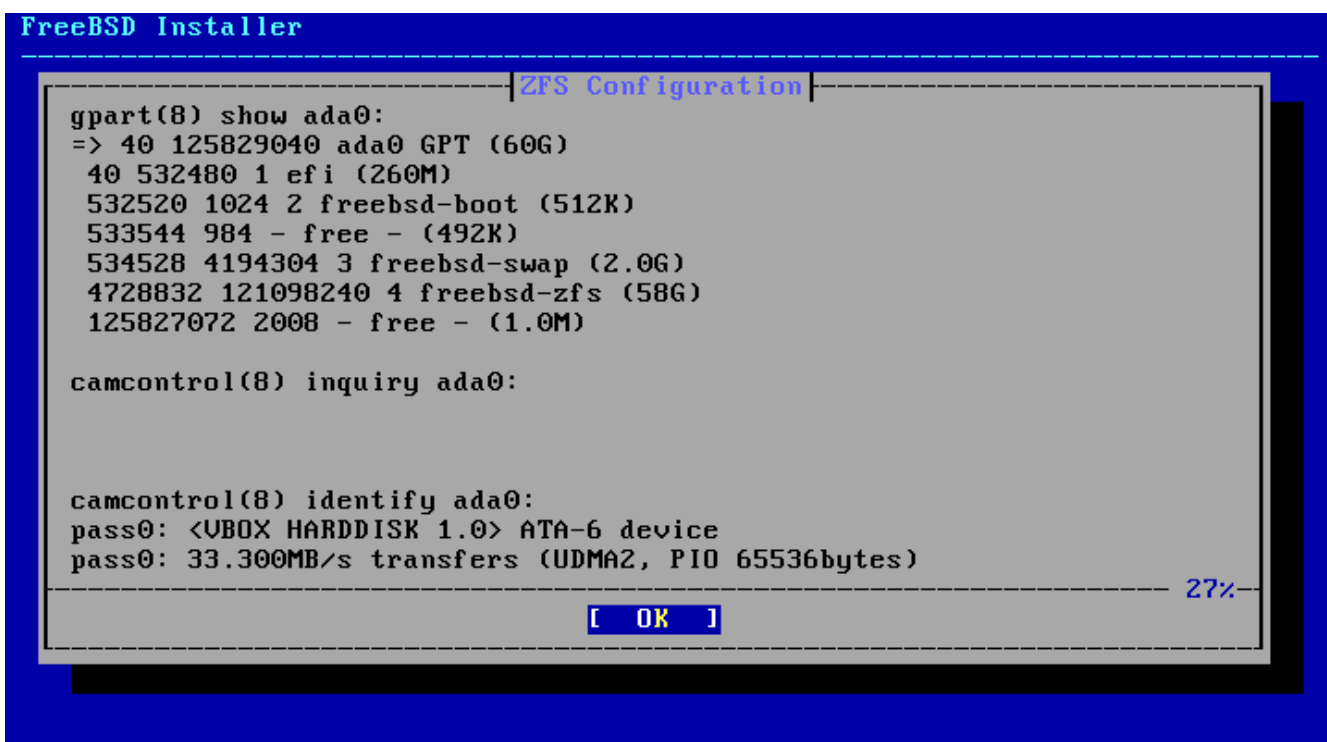 FreeBSD Installer
ZFS Configuration
gpart(8) show ada0:
=> 40 125829040 ada0 GPT (60G)
40 532480 1 efi (260M)
532520 1024 2 freebsd-boot (512K)
533544 984 - free - (492K)
534528 4194304 3 freebsd-swap (2.0G)
4728832 121098240 4 freebsd-zfs (58G)
125827072 2008 - free - (1.0M)
camcontrol(8) inquiry ada0:
camcontrol(8) identify ada0:
pass0: <VBOX HARDDISK 1.0> ATA-6 device
pass0: 33.300MB/s transfers (UDMA2, PIO 65536bytes)
27%
[ OK ]